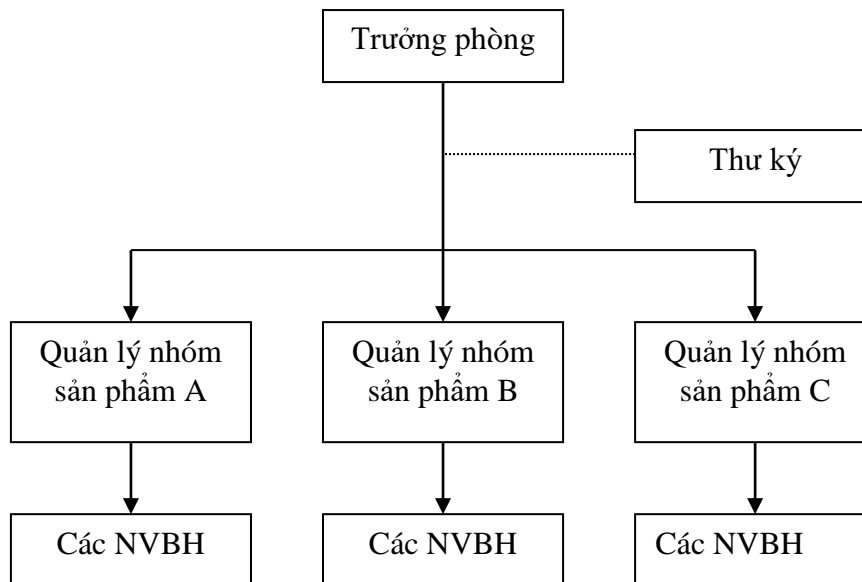 Trưởng phòng
Thư ký
Quản lý nhóm
sản phẩm A
Quản lý nhóm
sản phẩm B
Quản lý nhóm
sản phẩm C
Các NVBH
Các NVBH
Các NVBH